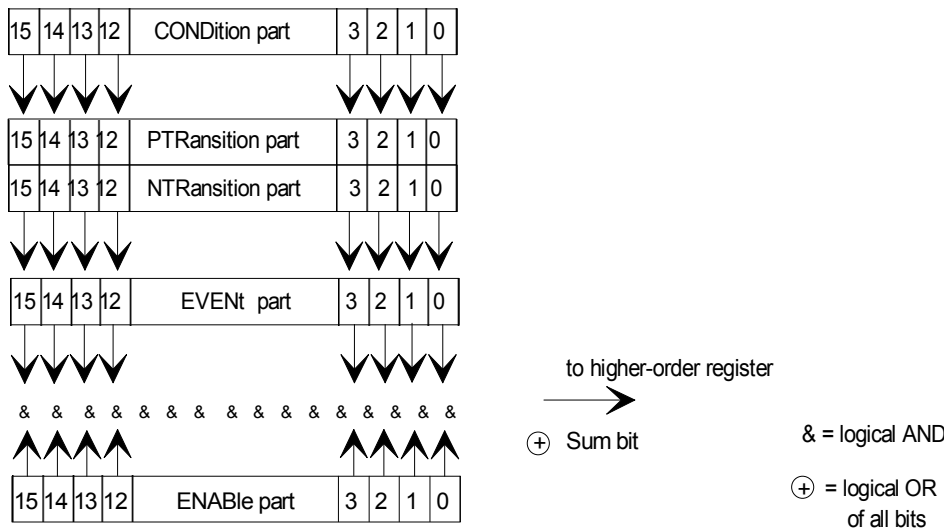 15 14 13 12 CONDition part 3 2 1 0
15 14 13 12 PTRansition part 3 2 1 0
15 14 13 12 NTRansition part 3 2 1 0
15 14 13 12 EVENt part 3 2 1 0
to higher-order register
& & & & & & & & & & & & & & & &
+ Sum bit
& = logical AND
15 14 13 12 ENABle part 3 2 1 0
+ = logical OR
of all bits